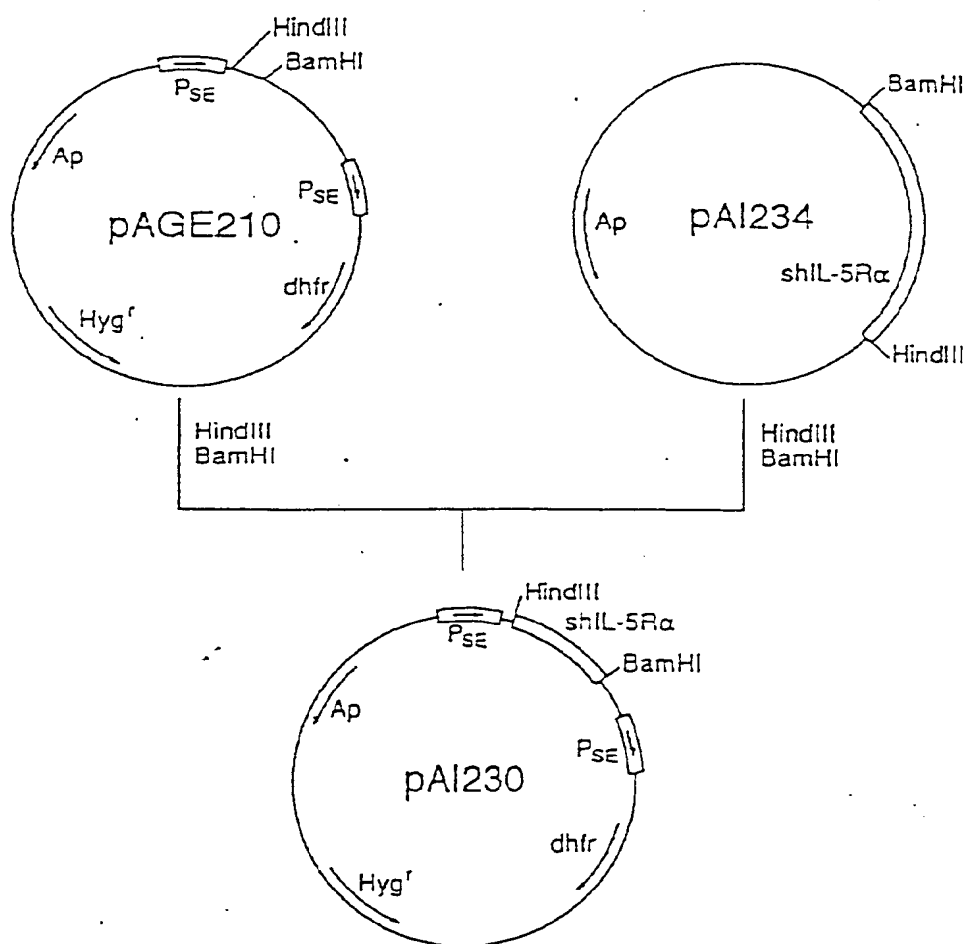 HindIII
BamHI
PSE
Ap
PSE
pAGE210
dhfr
Hygr
BamHI
Ap
pAI234
shIL-5Rα
HindIII
HindIII
BamHI
HindIII
BamHI
HindIII
shIL-5Rα
PSE
BamHI
Ap
PSE
pAI230
dhfr
Hygr